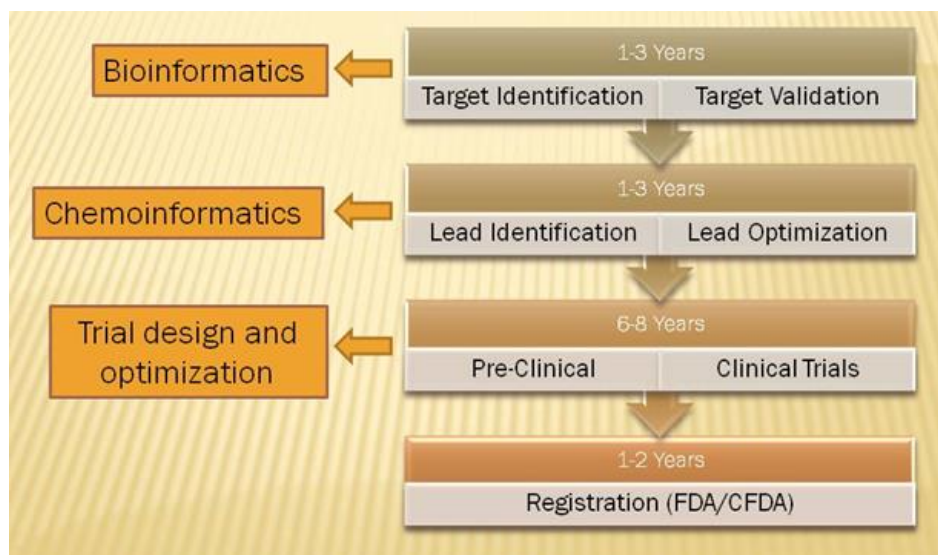 Bioinformatics
1-3 Years
Target Identification
Target Validation
Chemoinformatics
1-3 Years
Lead Identification
Lead Optimization
Trial design and
optimization
6-8 Years
Pre-Clinical
Clinical Trials
1-2 Years
Registration (FDA/CFDA)